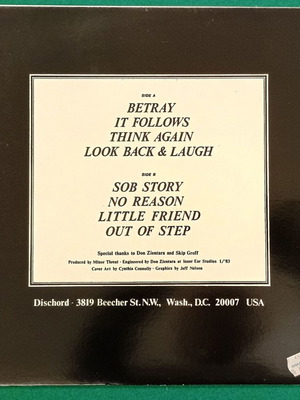 SIDE A
BETRAY
IT FOLLOWS
THINK AGAIN
LOOK BACK & LAUGH
SIDE B
SOB STORY
NO REASON
LITTLE FRIEND
OUT OF STEP
Special thanks to Don Zientara and Skip Groff
Produced by Minor Threat · Engineered by Don Zientara at Inner Ear Studios 1/'83
Cover Art by Cynthia Connolly · Graphics by Jeff Nelson
Dischord · 3819 Beecher St. N.W., Wash., D.C. 20007 USA